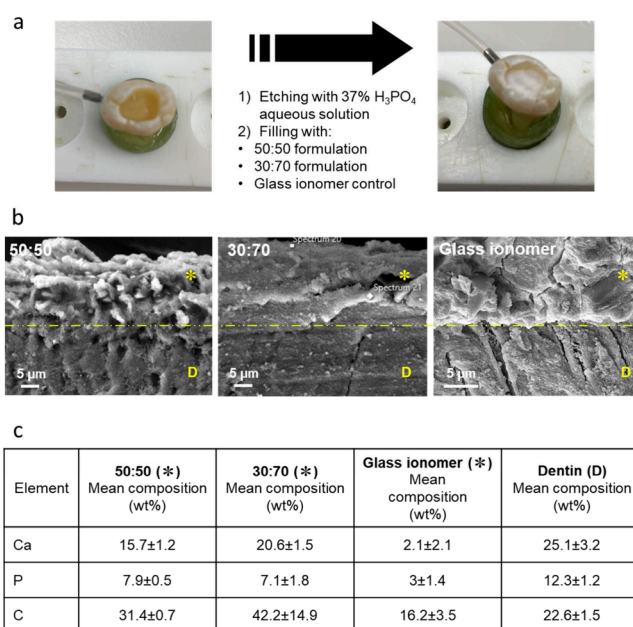 a
1) Etching with 37% H₃PO₄
aqueous solution
2) Filling with:
• 50:50 formulation
• 30:70 formulation
• Glass ionomer control
b
50:50
5 µm
D
*
Spectrum 20
30:70
Spectrum 21
5 µm
D
*
Glass ionomer
5 µm
D
*
c
Element
50:50 (*)
Mean composition
(wt%)
30:70 (*)
Mean composition
(wt%)
Glass ionomer (*)
Mean
composition
(wt%)
Dentin (D)
Mean composition
(wt%)
Ca 15.7±1.2 20.6±1.5 2.1±2.1 25.1±3.2
P 7.9±0.5 7.1±1.8 3±1.4 12.3±1.2
C 31.4±0.7 42.2±14.9 16.2±3.5 22.6±1.5